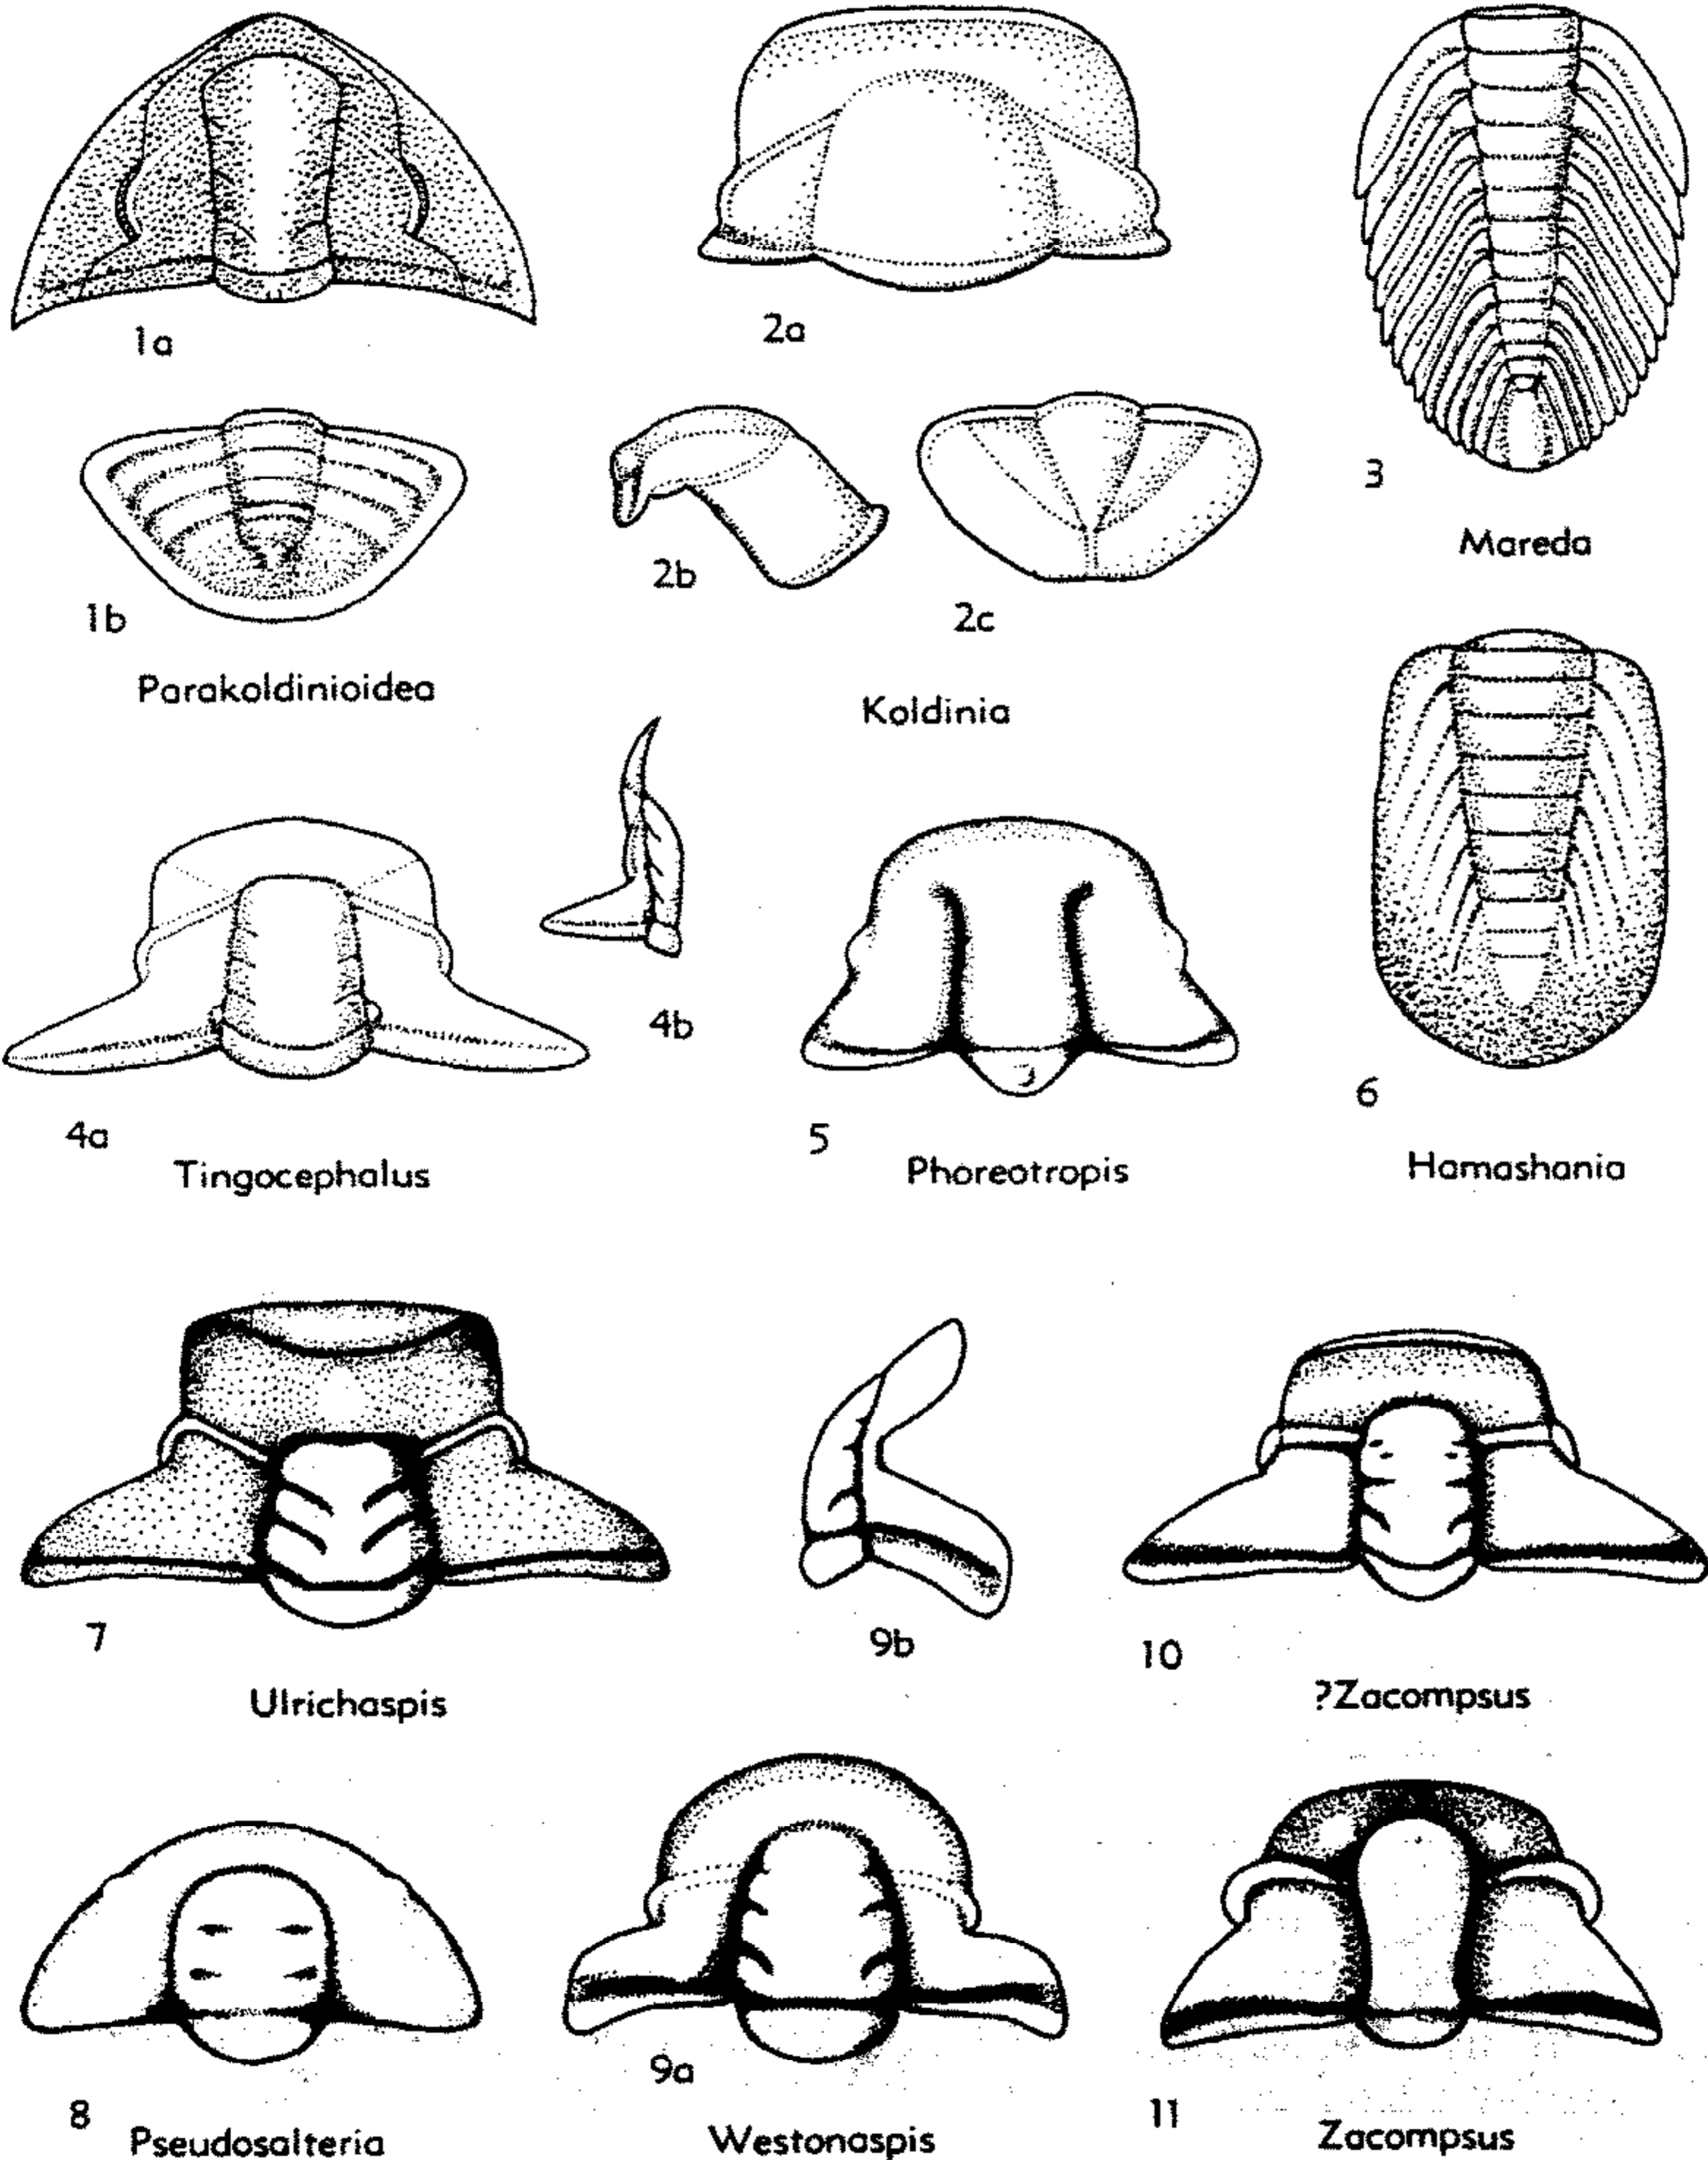 1a
2a
3
Mareda
1b
2b
2c
Parakoldinioidea
Koldinia
4a
4b
5
6
Tingocephalus
Phoreotropis
Hamashania
7
9b
10
Ulrichaspis
?Zacompsus
8
9a
11
Pseudosalteria
Westonaspis
Zacompsus